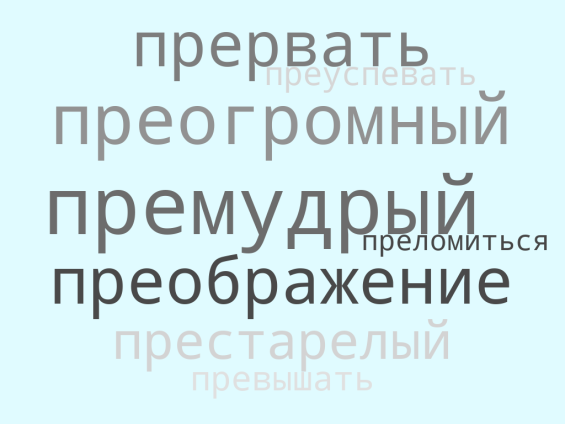 прервать
преуспевать
преогромный
премудрый
преломиться
преображение
престарелый
превышать